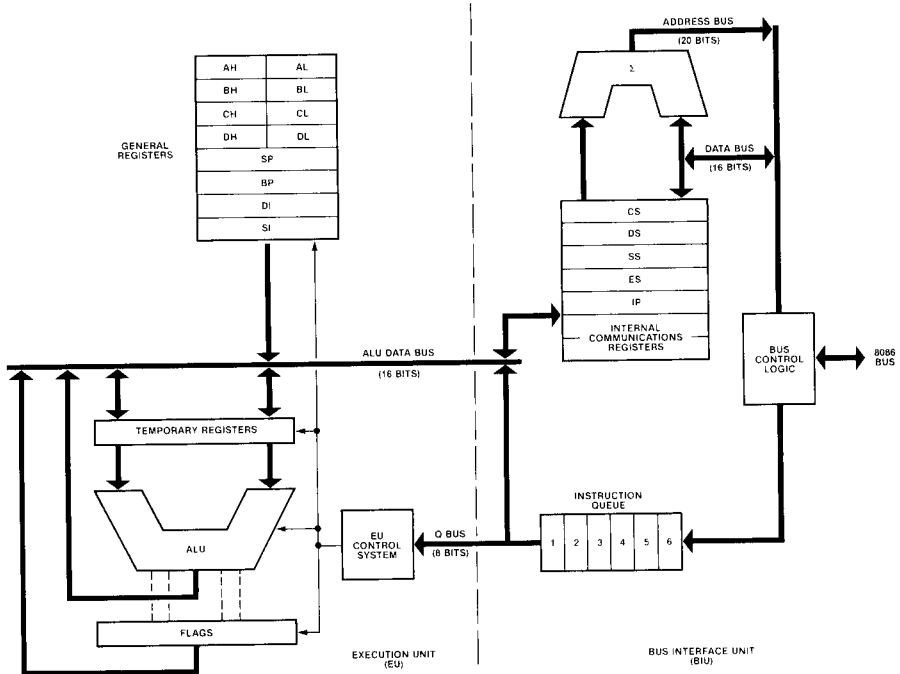 ADDRESS BUS
(20 BITS)
Σ
AH AL
BH BL
CH CL
DH DL
SP
BP
DI
SI
GENERAL
REGISTERS
DATA BUS
(16 BITS)
CS
DS
SS
ES
IP
INTERNAL
COMMUNICATIONS
REGISTERS
BUS
CONTROL
LOGIC
8086
BUS
ALU DATA BUS
(16 BITS)
TEMPORARY REGISTERS
ALU
FLAGS
EU
CONTROL
SYSTEM
Q BUS
(8 BITS)
INSTRUCTION
QUEUE
1 2 3 4 5 6
EXECUTION UNIT
(EU)
BUS INTERFACE UNIT
(BIU)